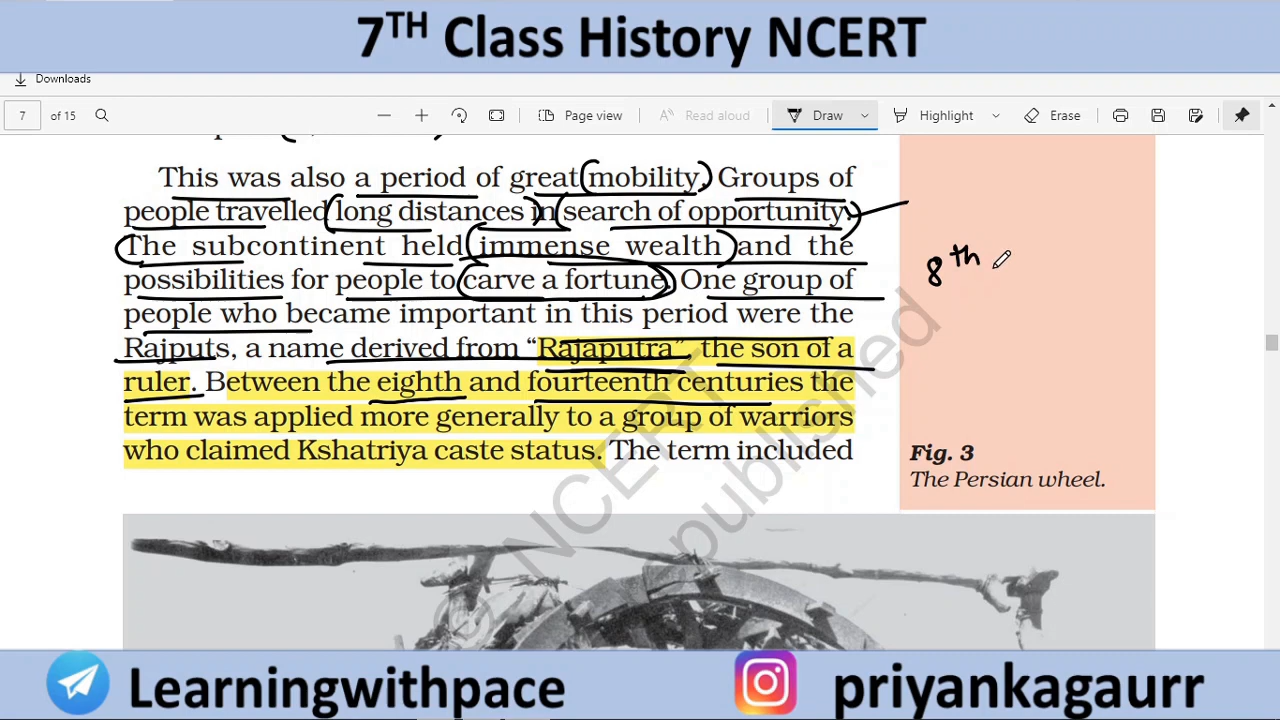 7TH Class History NCERT
Downloads
7 of 15 Page view Read aloud Draw Highlight Erase
This was also a period of great mobility. Groups of
people travelled long distances in search of opportunity.
The subcontinent held immense wealth and the
possibilities for people to carve a fortune. One group of
people who became important in this period were the
Rajputs, a name derived from “Rajaputra”, the son of a
ruler. Between the eighth and fourteenth centuries the
term was applied more generally to a group of warriors
who claimed Kshatriya caste status. The term included
8th
Fig. 3
The Persian wheel.
© NCERT
republished
Learningwithpace
priyankagaurr